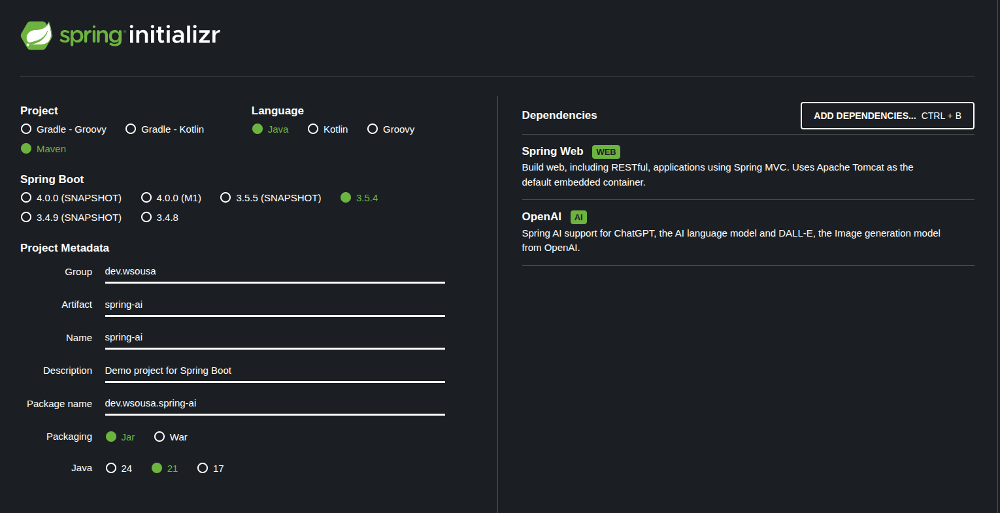 spring initializr
Project
Gradle - Groovy Gradle - Kotlin
Maven
Language
Java Kotlin Groovy
Spring Boot
4.0.0 (SNAPSHOT) 4.0.0 (M1) 3.5.5 (SNAPSHOT) 3.5.4
3.4.9 (SNAPSHOT) 3.4.8
Project Metadata
Group dev.wsousa
Artifact spring-ai
Name spring-ai
Description Demo project for Spring Boot
Package name dev.wsousa.spring-ai
Packaging Jar War
Java 24 21 17
Dependencies ADD DEPENDENCIES... CTRL + B
Spring Web WEB
Build web, including RESTful, applications using Spring MVC. Uses Apache Tomcat as the
default embedded container.
OpenAI AI
Spring AI support for ChatGPT, the AI language model and DALL-E, the Image generation model
from OpenAI.